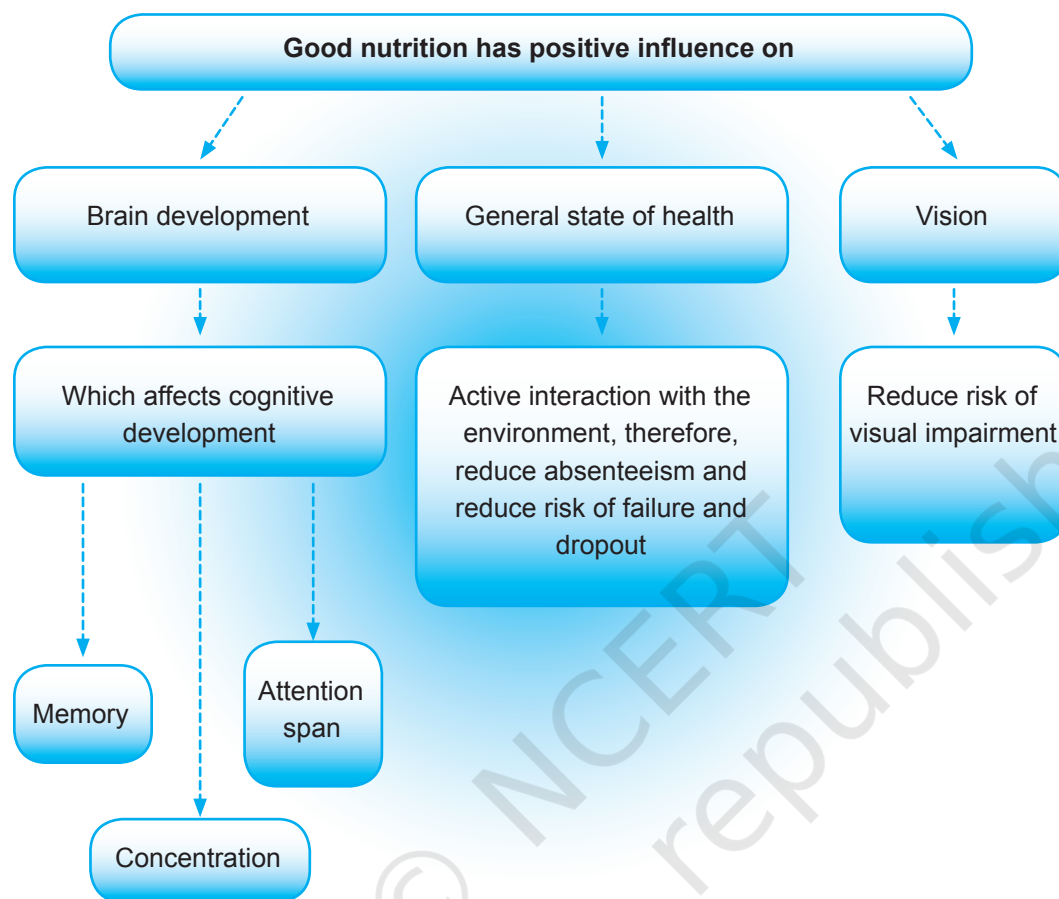 Good nutrition has positive influence on
Brain development
General state of health
Vision
Which affects cognitive
development
Active interaction with the
environment, therefore,
reduce absenteeism and
reduce risk of failure and
dropout
Reduce risk of
visual impairment
Memory
Attention
span
Concentration
© NCERT
republish